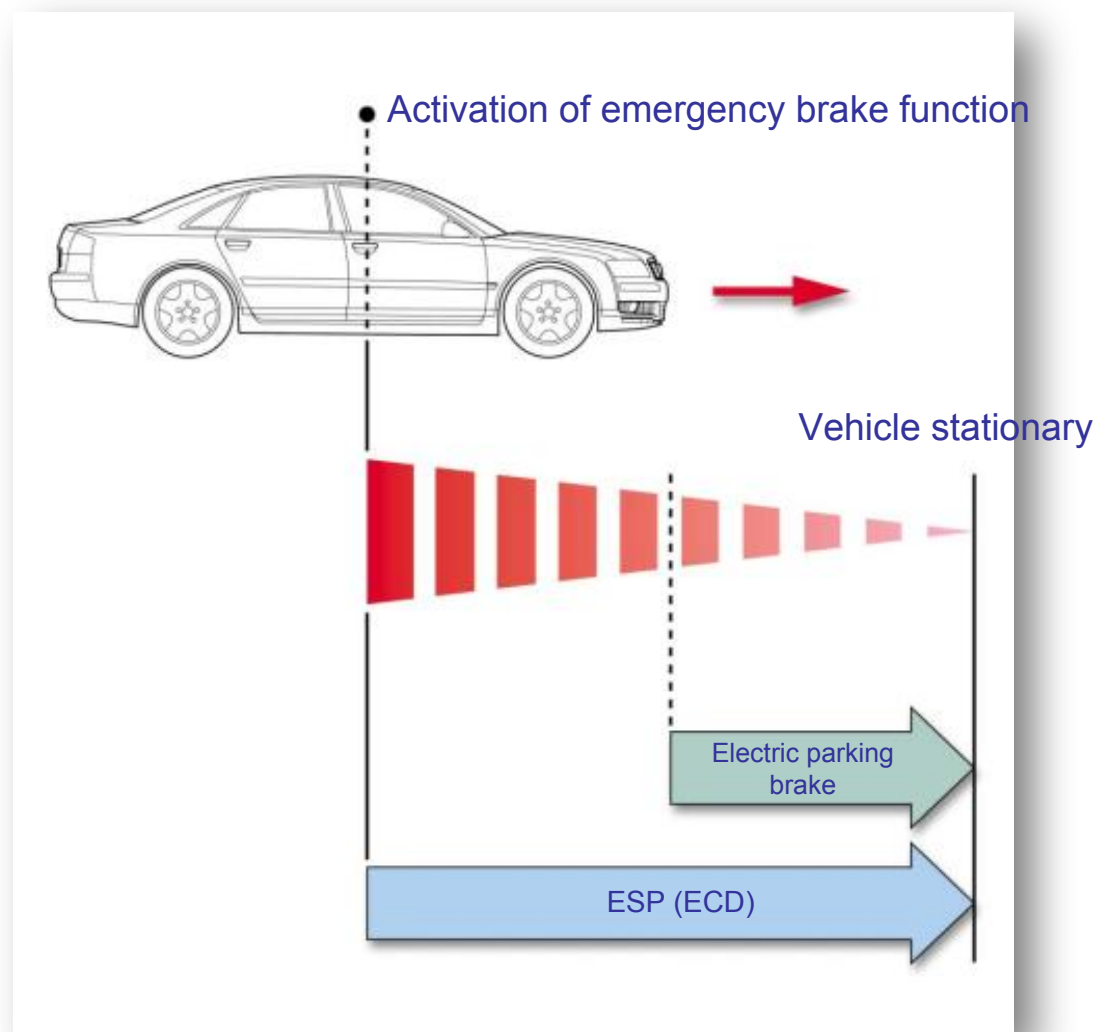 Activation of emergency brake function
Vehicle stationary
Electric parking
brake
ESP (ECD)